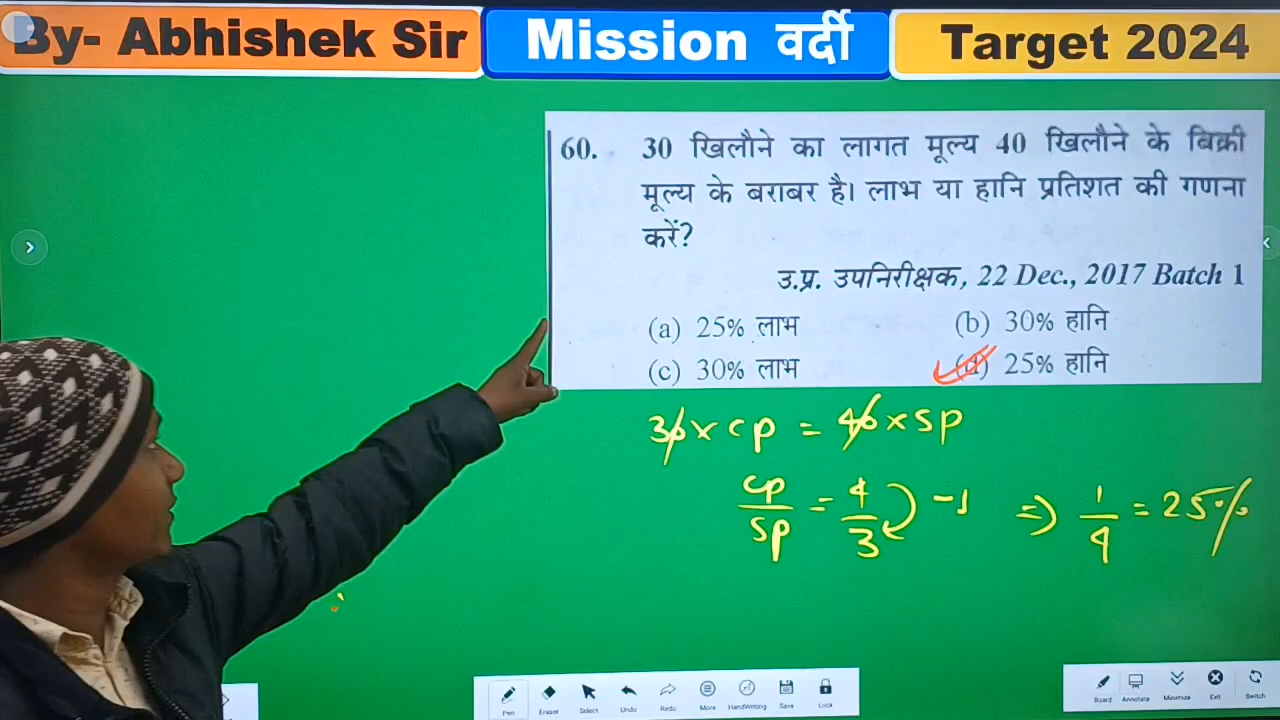 By- Abhishek Sir
Mission वर्दी
Target 2024
60. 30 खिलौने का लागत मूल्य 40 खिलौने के बिक्री
मूल्य के बराबर है। लाभ या हानि प्रतिशत की गणना
करें?
उ.प्र. उपनिरीक्षक, 22 Dec., 2017 Batch 1
(a) 25% लाभ (b) 30% हानि
(c) 30% लाभ (d) 25% हानि
30 × CP = 40 × SP
CP/SP = 4/3 -1 ⇒ 1/4 = 25%
Pen Eraser Select Undo Redo More HandWriting Save Lock
Board Annotate Minimize Exit Switch